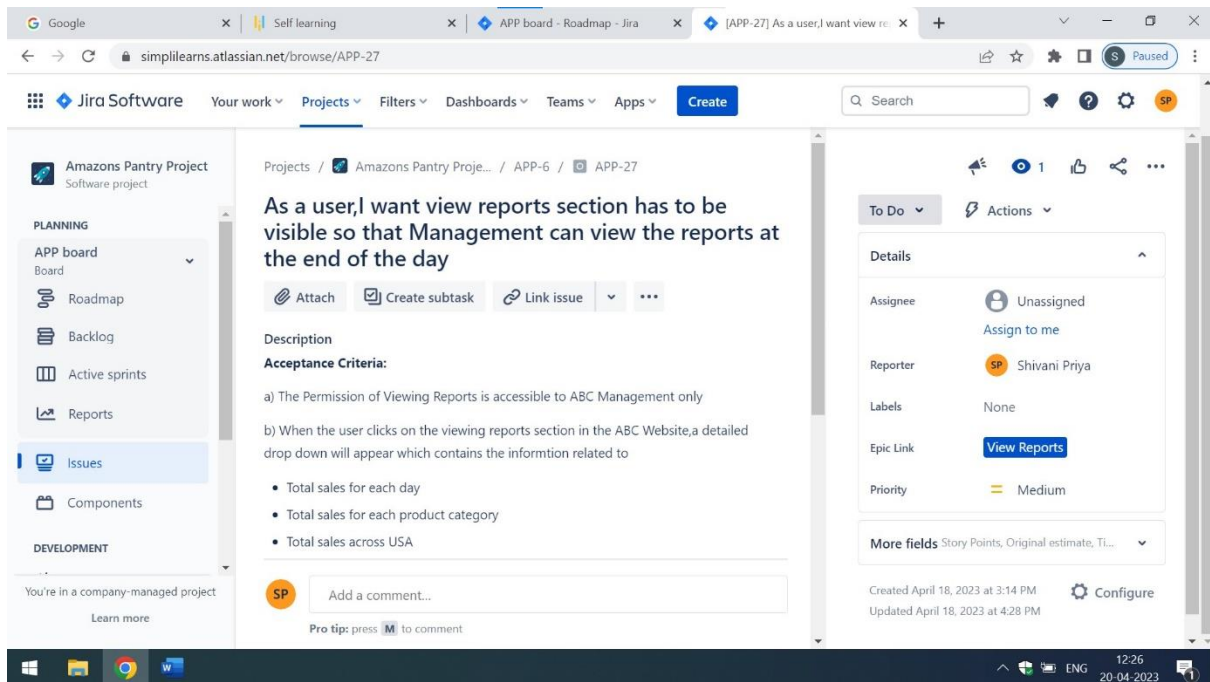 Google
Self learning
APP board - Roadmap - Jira
[APP-27] As a user,I want view re
simplilearns.atlassian.net/browse/APP-27
S Paused
Jira Software Your work Projects Filters Dashboards Teams Apps Create
Search
SP
Amazons Pantry Project
Software project
PLANNING
APP board
Board
Roadmap
Backlog
Active sprints
Reports
Issues
Components
DEVELOPMENT
You're in a company-managed project
Learn more
Projects / Amazons Pantry Proje... / APP-6 / APP-27
As a user,I want view reports section has to be
visible so that Management can view the reports at
the end of the day
Attach Create subtask Link issue
Description
Acceptance Criteria:
a) The Permission of Viewing Reports is accessible to ABC Management only
b) When the user clicks on the viewing reports section in the ABC Website,a detailed
drop down will appear which contains the informtion related to
• Total sales for each day
• Total sales for each product category
• Total sales across USA
SP Add a comment...
Pro tip: press M to comment
1
To Do Actions
Details
Assignee Unassigned
Assign to me
Reporter SP Shivani Priya
Labels None
Epic Link View Reports
Priority Medium
More fields Story Points, Original estimate, Ti...
Created April 18, 2023 at 3:14 PM Configure
Updated April 18, 2023 at 4:28 PM
W
ENG
12:26
20-04-2023
1